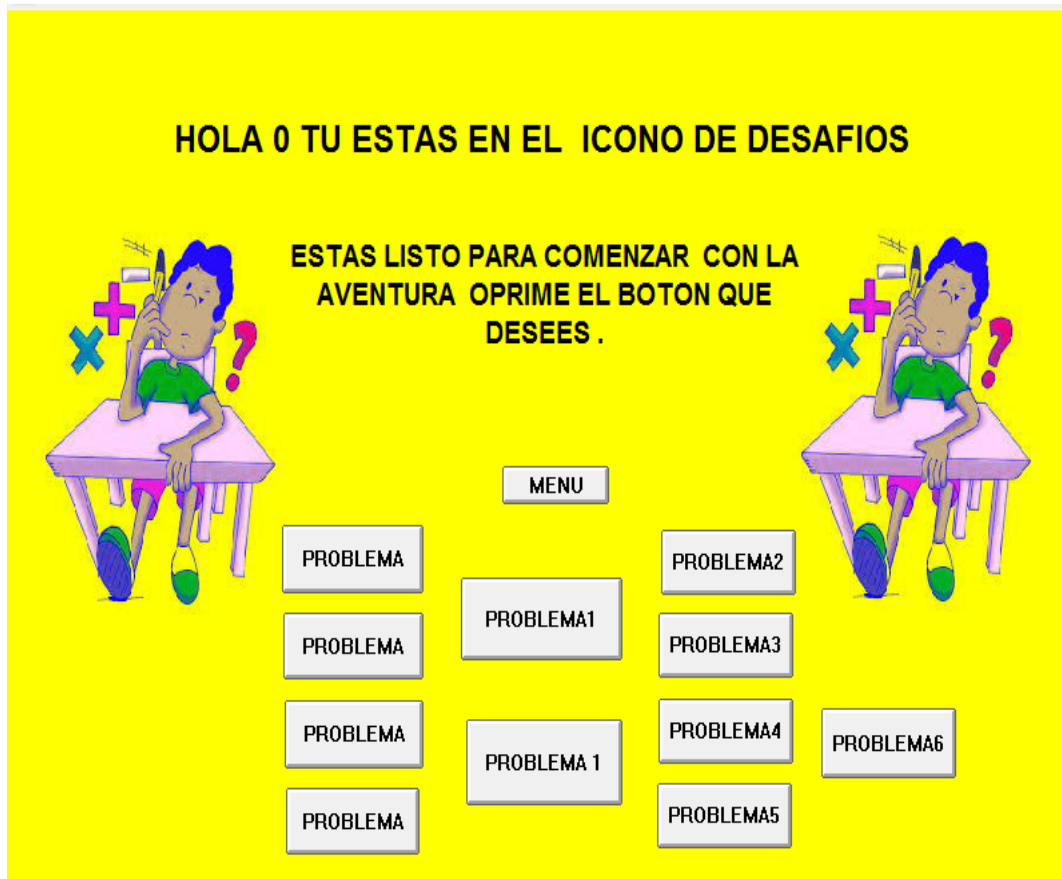 HOLA 0 TU ESTAS EN EL ICONO DE DESAFIOS
ESTAS LISTO PARA COMENZAR CON LA
AVENTURA OPRIME EL BOTON QUE
DESEES .
MENU
PROBLEMA
PROBLEMA
PROBLEMA
PROBLEMA
PROBLEMA1
PROBLEMA 1
PROBLEMA2
PROBLEMA3
PROBLEMA4
PROBLEMA5
PROBLEMA6